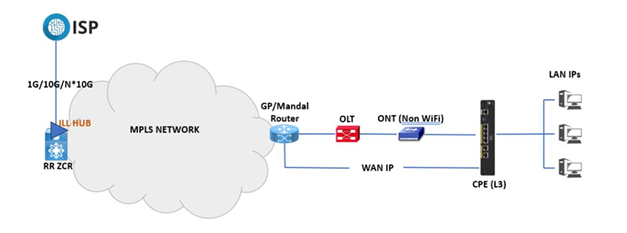 ISP
1G/10G/N*10G
ILL HUB
RR ZCR
MPLS NETWORK
GP/Mandal
Router
OLT
ONT (Non WiFi)
WAN IP
CPE (L3)
LAN IPs